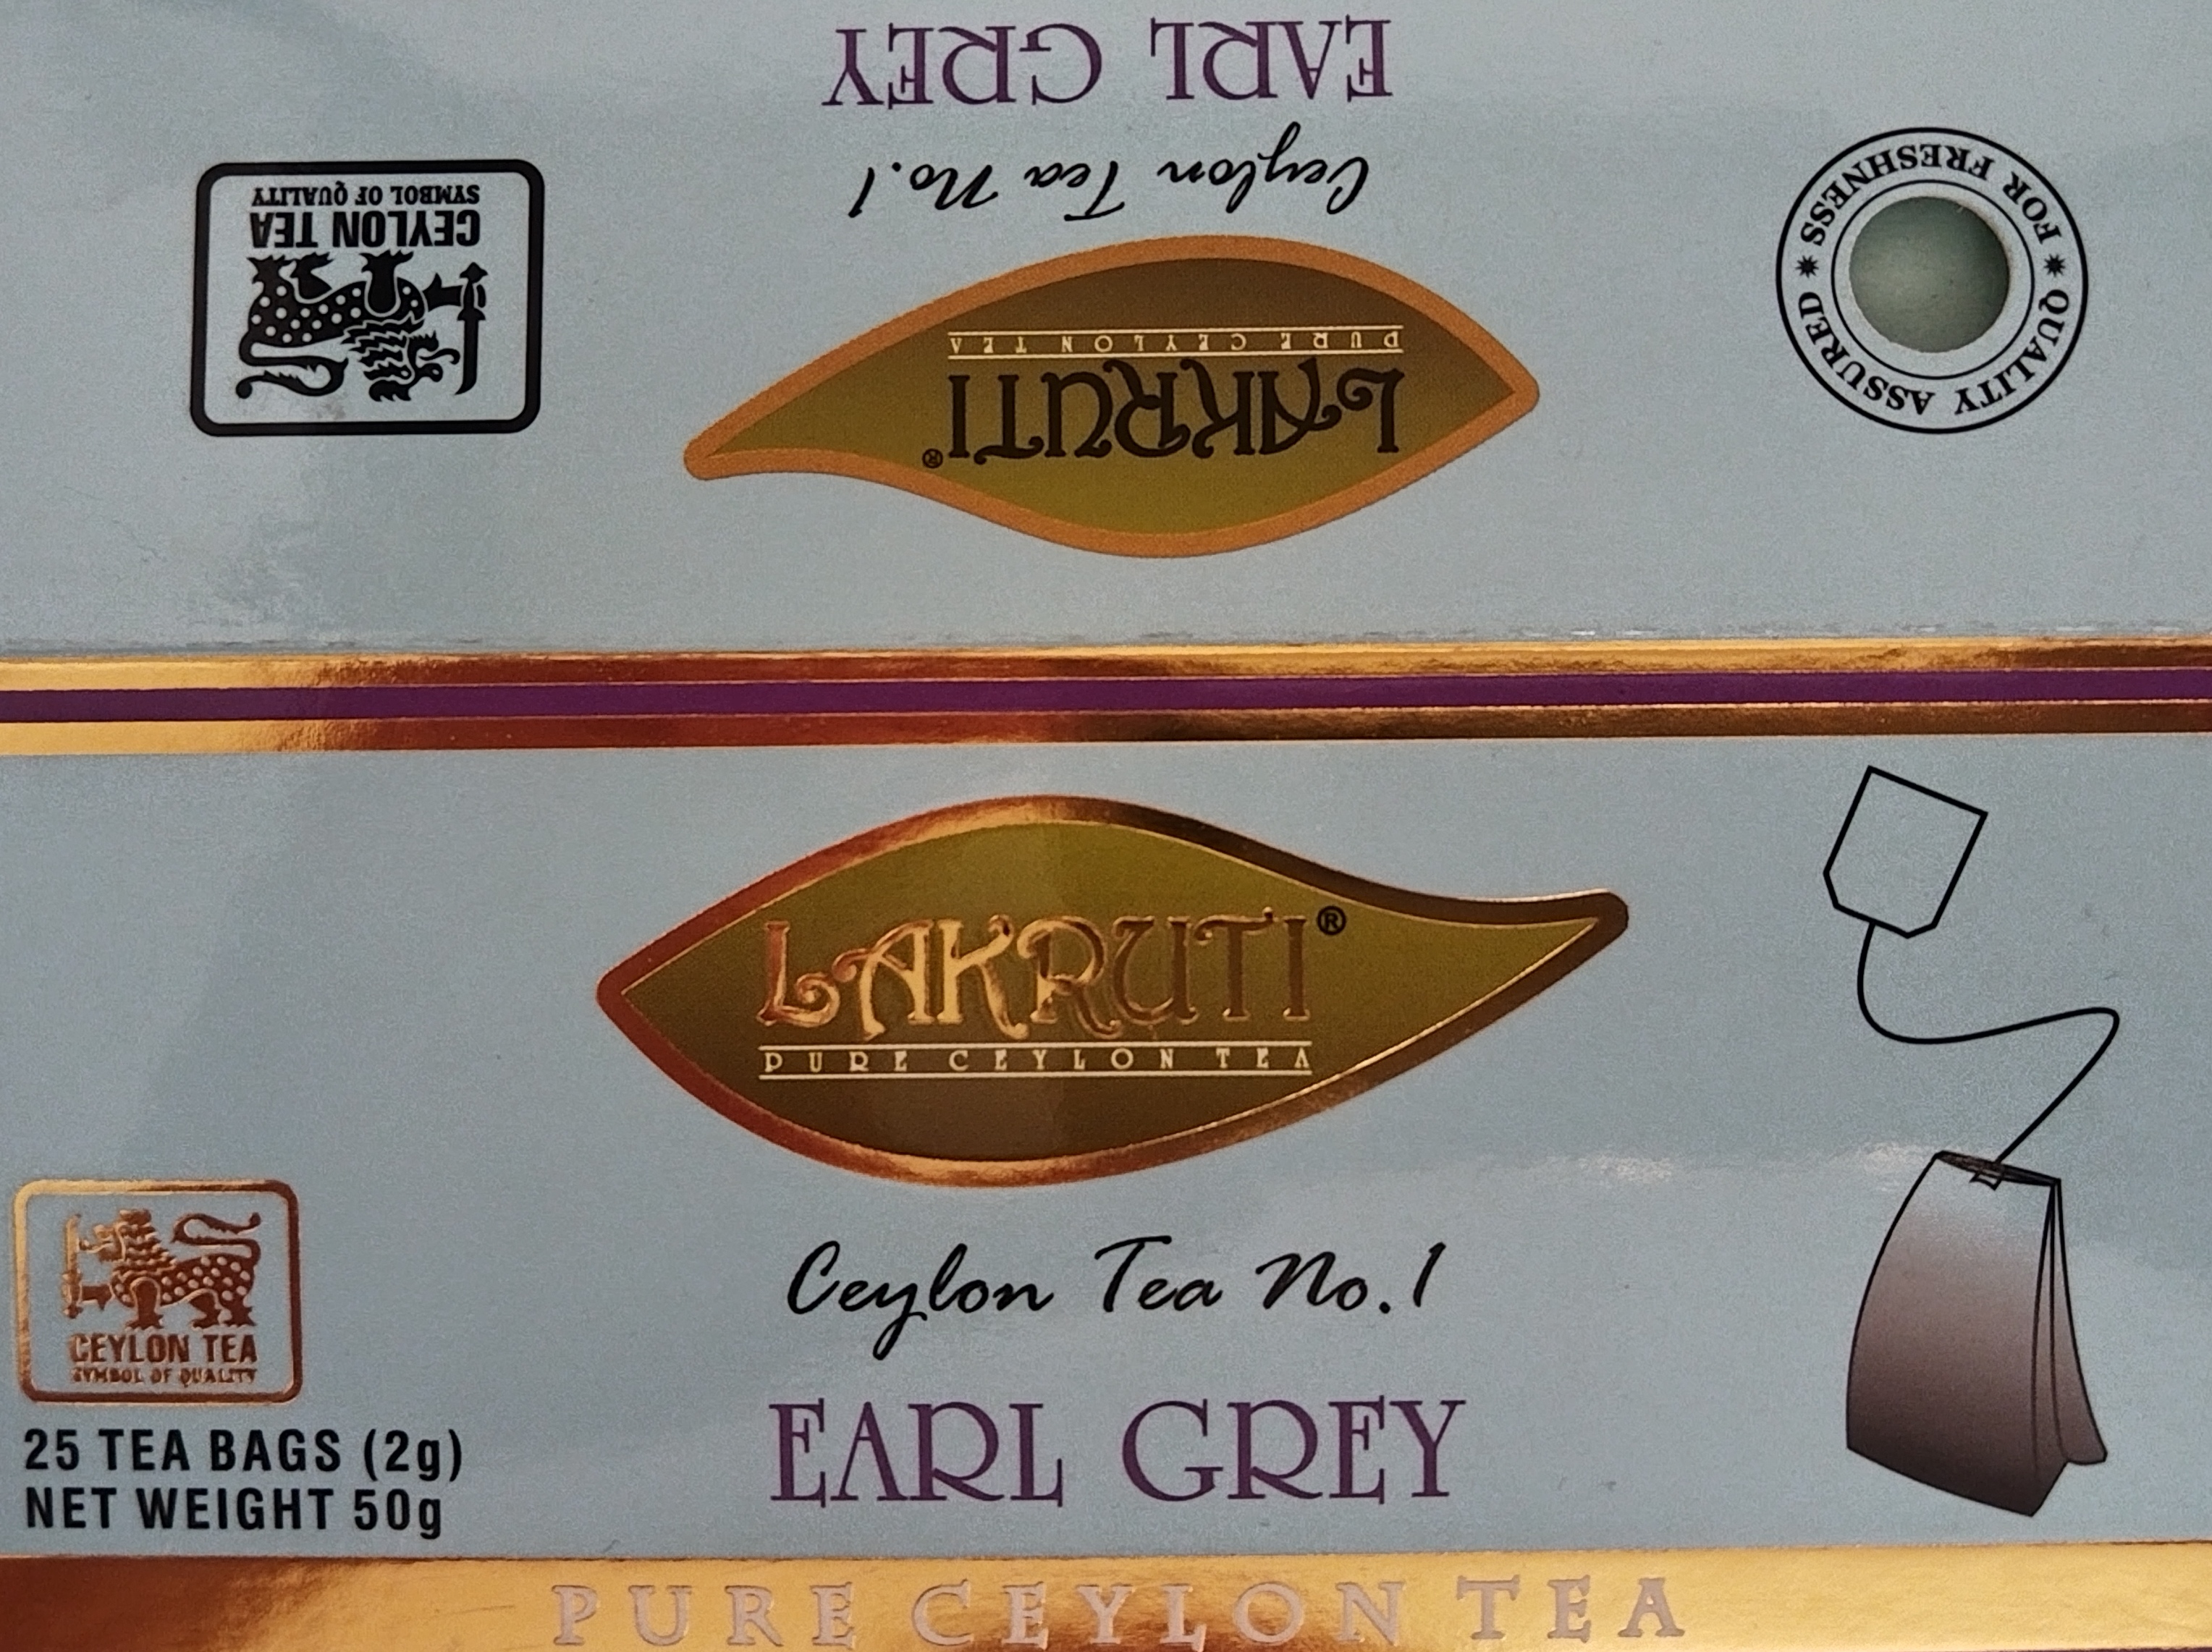 EARL GREY
Ceylon Tea No.1
LAKRUTI®
PURE CEYLON TEA
CEYLON TEA
SYMBOL OF QUALITY
QUALITY ASSURED * FOR FRESHNESS *
LAKRUTI®
PURE CEYLON TEA
Ceylon Tea No.1
EARL GREY
CEYLON TEA
SYMBOL OF QUALITY
25 TEA BAGS (2g)
NET WEIGHT 50g
PURE CEYLON TEA